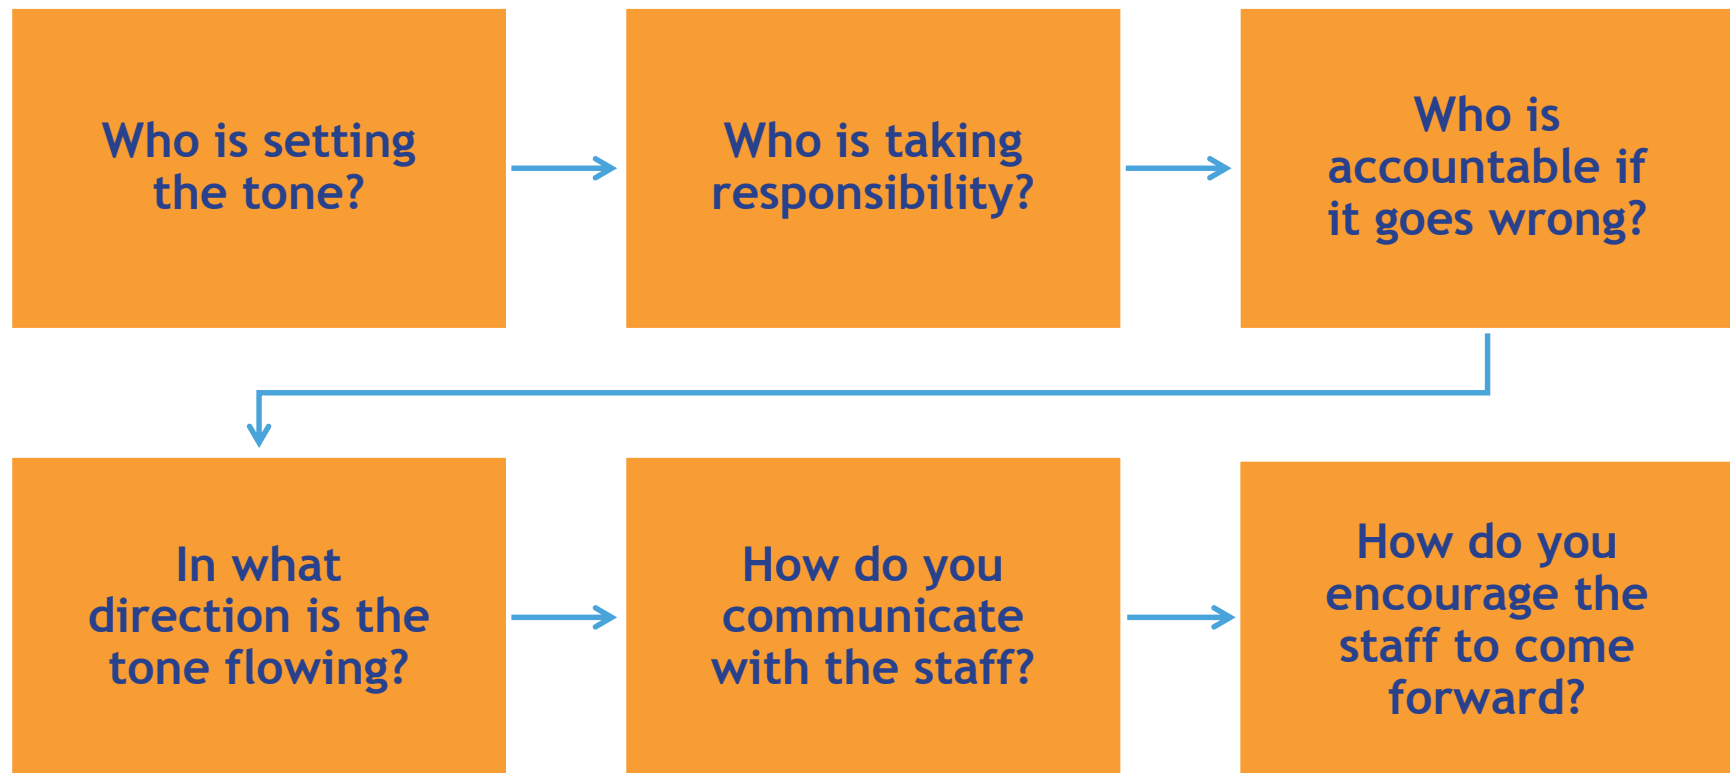 Who is setting
the tone?
Who is taking
responsibility?
Who is
accountable if
it goes wrong?
In what
direction is the
tone flowing?
How do you
communicate
with the staff?
How do you
encourage the
staff to come
forward?